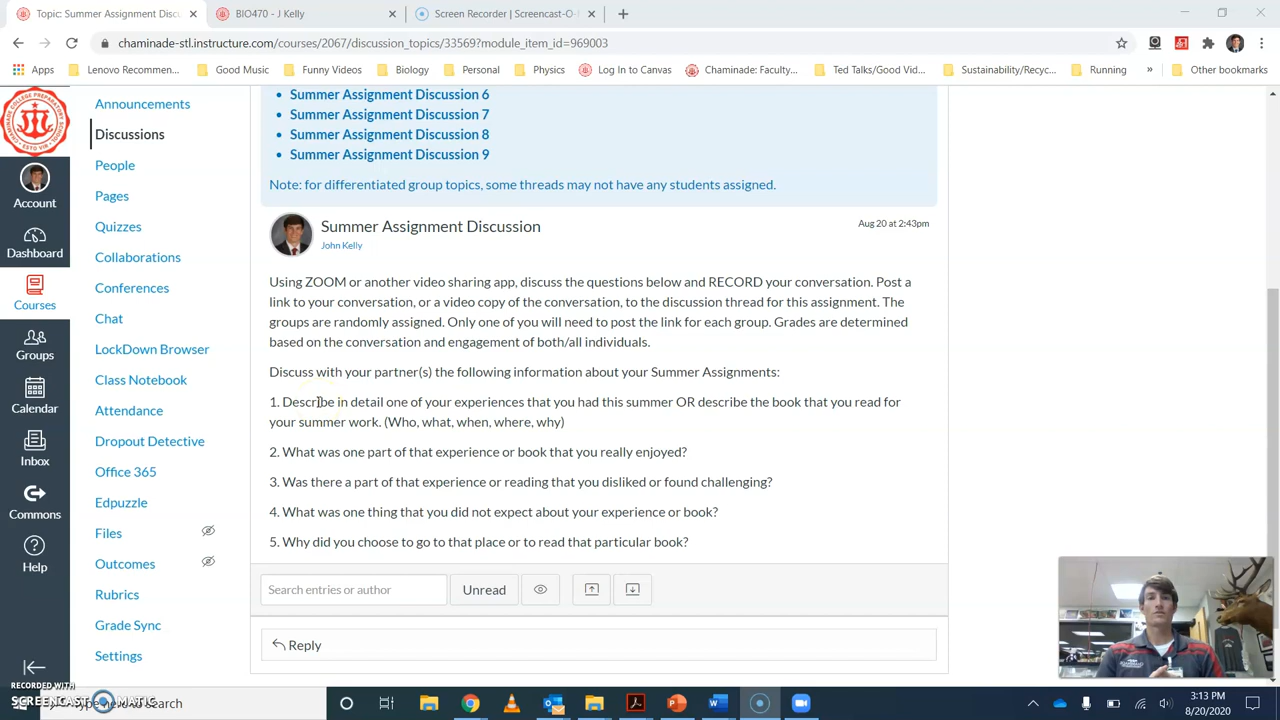 Topic: Summer Assignment Discu
BIO470 - J Kelly
Screen Recorder | Screencast-O-
chaminade-stl.instructure.com/courses/2067/discussion_topics/33569?module_item_id=969003
Apps
Lenovo Recommen...
Good Music
Funny Videos
Biology
Personal
Physics
Log In to Canvas
Chaminade: Faculty...
Ted Talks/Good Vid...
Sustainability/Recyc...
Running
»
Other bookmarks
Account
Dashboard
Courses
Groups
Calendar
Inbox
Commons
Help
Announcements
Discussions
People
Pages
Quizzes
Collaborations
Conferences
Chat
LockDown Browser
Class Notebook
Attendance
Dropout Detective
Office 365
Edpuzzle
Files
Outcomes
Rubrics
Grade Sync
Settings
Summer Assignment Discussion 6
Summer Assignment Discussion 7
Summer Assignment Discussion 8
Summer Assignment Discussion 9
Note: for differentiated group topics, some threads may not have any students assigned.
Summer Assignment Discussion
Aug 20 at 2:43pm
John Kelly
Using ZOOM or another video sharing app, discuss the questions below and RECORD your conversation. Post a
link to your conversation, or a video copy of the conversation, to the discussion thread for this assignment. The
groups are randomly assigned. Only one of you will need to post the link for each group. Grades are determined
based on the conversation and engagement of both/all individuals.
Discuss with your partner(s) the following information about your Summer Assignments:
1. Describe in detail one of your experiences that you had this summer OR describe the book that you read for
your summer work. (Who, what, when, where, why)
2. What was one part of that experience or book that you really enjoyed?
3. Was there a part of that experience or reading that you disliked or found challenging?
4. What was one thing that you did not expect about your experience or book?
5. Why did you choose to go to that place or to read that particular book?
Search entries or author
Unread
Reply
RECORDED WITH
SCREENCAST MATIC
search
3:13 PM
8/20/2020